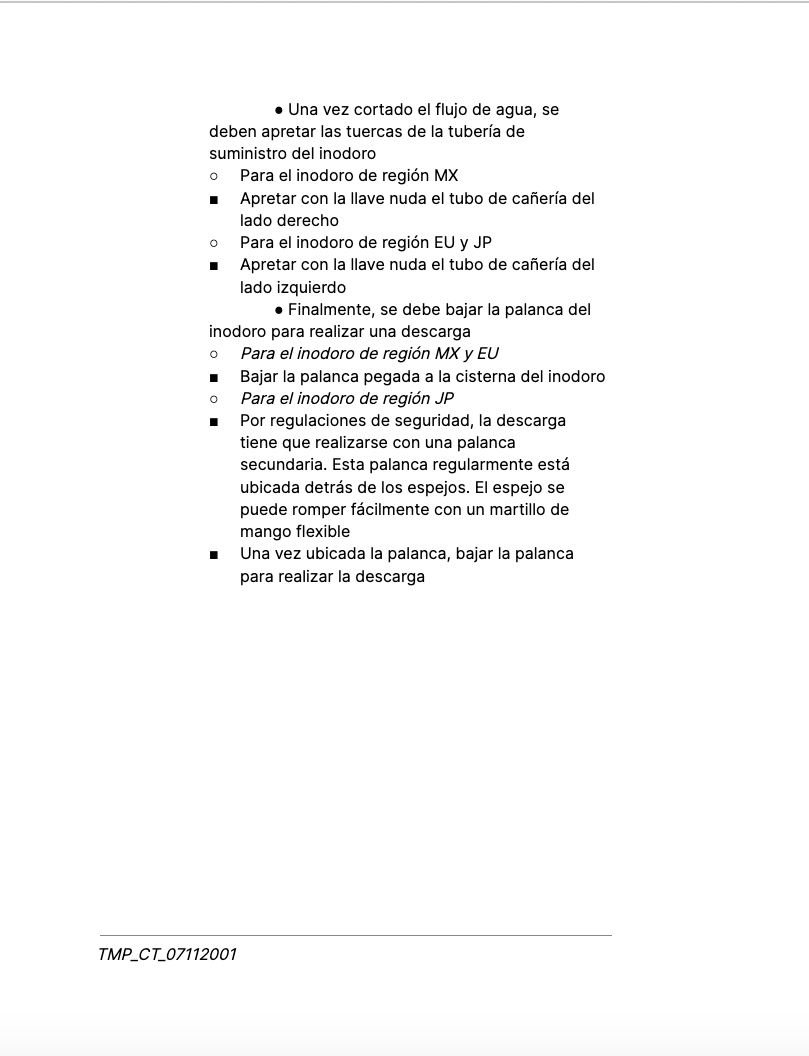 ● Una vez cortado el flujo de agua, se
deben apretar las tuercas de la tubería de
suministro del inodoro
○ Para el inodoro de región MX
■ Apretar con la llave nuda el tubo de cañería del
lado derecho
○ Para el inodoro de región EU y JP
■ Apretar con la llave nuda el tubo de cañería del
lado izquierdo
● Finalmente, se debe bajar la palanca del
inodoro para realizar una descarga
○ Para el inodoro de región MX y EU
■ Bajar la palanca pegada a la cisterna del inodoro
○ Para el inodoro de región JP
■ Por regulaciones de seguridad, la descarga
tiene que realizarse con una palanca
secundaria. Esta palanca regularmente está
ubicada detrás de los espejos. El espejo se
puede romper fácilmente con un martillo de
mango flexible
■ Una vez ubicada la palanca, bajar la palanca
para realizar la descarga
TMP_CT_07112001